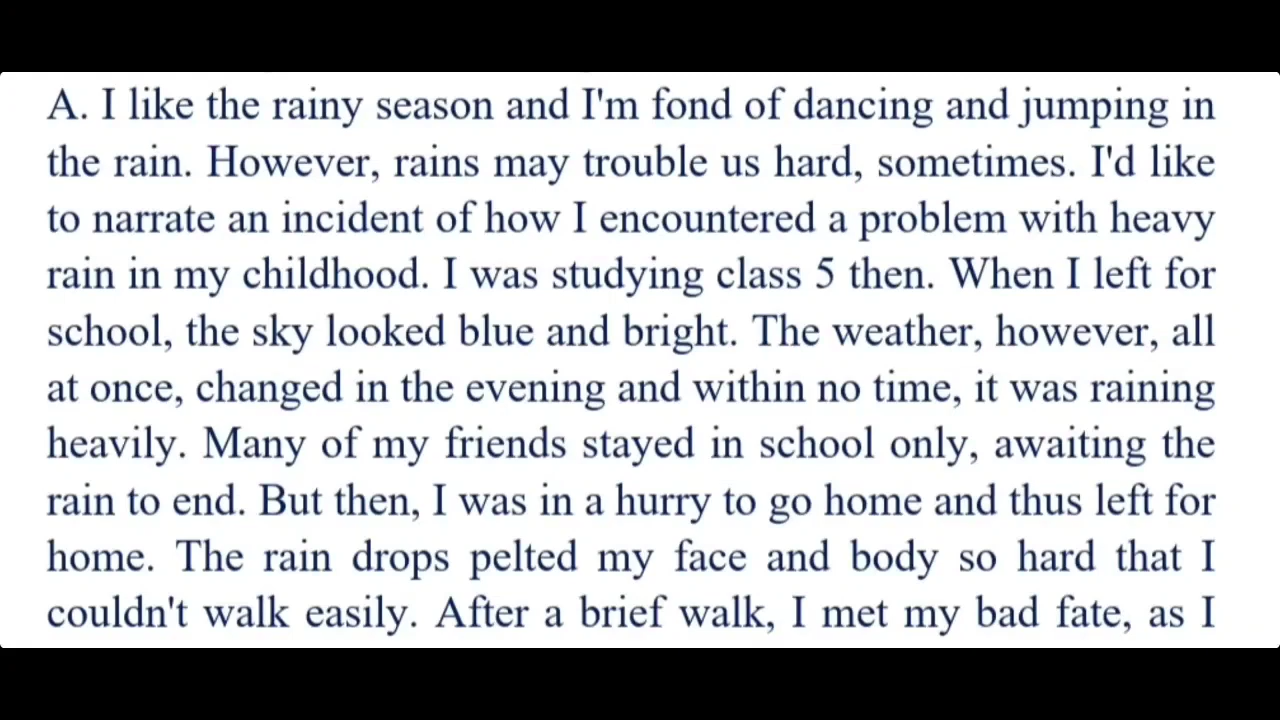 A. I like the rainy season and I'm fond of dancing and jumping in
the rain. However, rains may trouble us hard, sometimes. I'd like
to narrate an incident of how I encountered a problem with heavy
rain in my childhood. I was studying class 5 then. When I left for
school, the sky looked blue and bright. The weather, however, all
at once, changed in the evening and within no time, it was raining
heavily. Many of my friends stayed in school only, awaiting the
rain to end. But then, I was in a hurry to go home and thus left for
home. The rain drops pelted my face and body so hard that I
couldn't walk easily. After a brief walk, I met my bad fate, as I